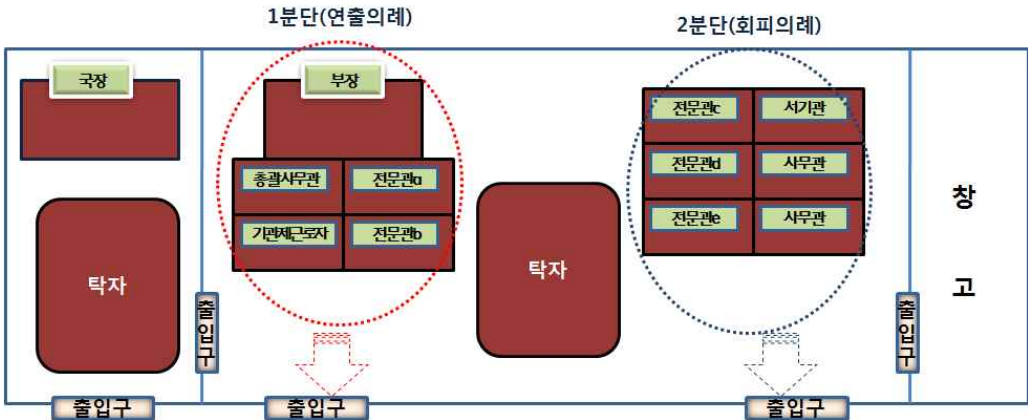 1분단(연출의례)
2분단(회피의례)
국장
부장
총괄사무관
전문관a
기관제근로자
전문관b
전문관c
서기관
전문관d
사무관
전문관e
사무관
탁자
탁자
창
고
출입구
출입구
출입구
출입구
출입구